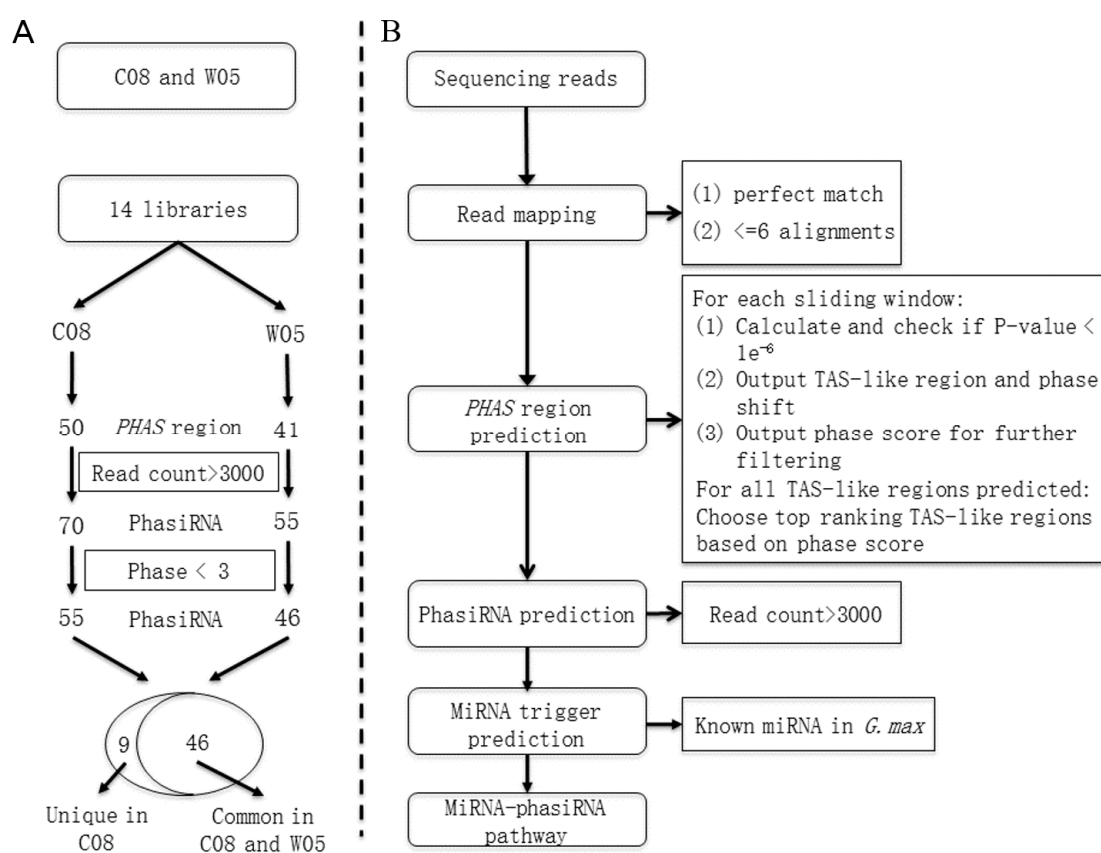 A
C08 and W05
14 libraries
C08
W05
50
PHAS region
41
Read count>3000
70
PhasiRNA
55
Phase < 3
55
PhasiRNA
46
9
46
Unique in
C08
Common in
C08 and W05
B
Sequencing reads
Read mapping
(1) perfect match
(2) <=6 alignments
PHAS region
prediction
For each sliding window:
(1) Calculate and check if P-value <
1e⁻⁶
(2) Output TAS-like region and phase
shift
(3) Output phase score for further
filtering
For all TAS-like regions predicted:
Choose top ranking TAS-like regions
based on phase score
PhasiRNA prediction
Read count>3000
MiRNA trigger
prediction
Known miRNA in G.max
MiRNA-phasiRNA
pathway